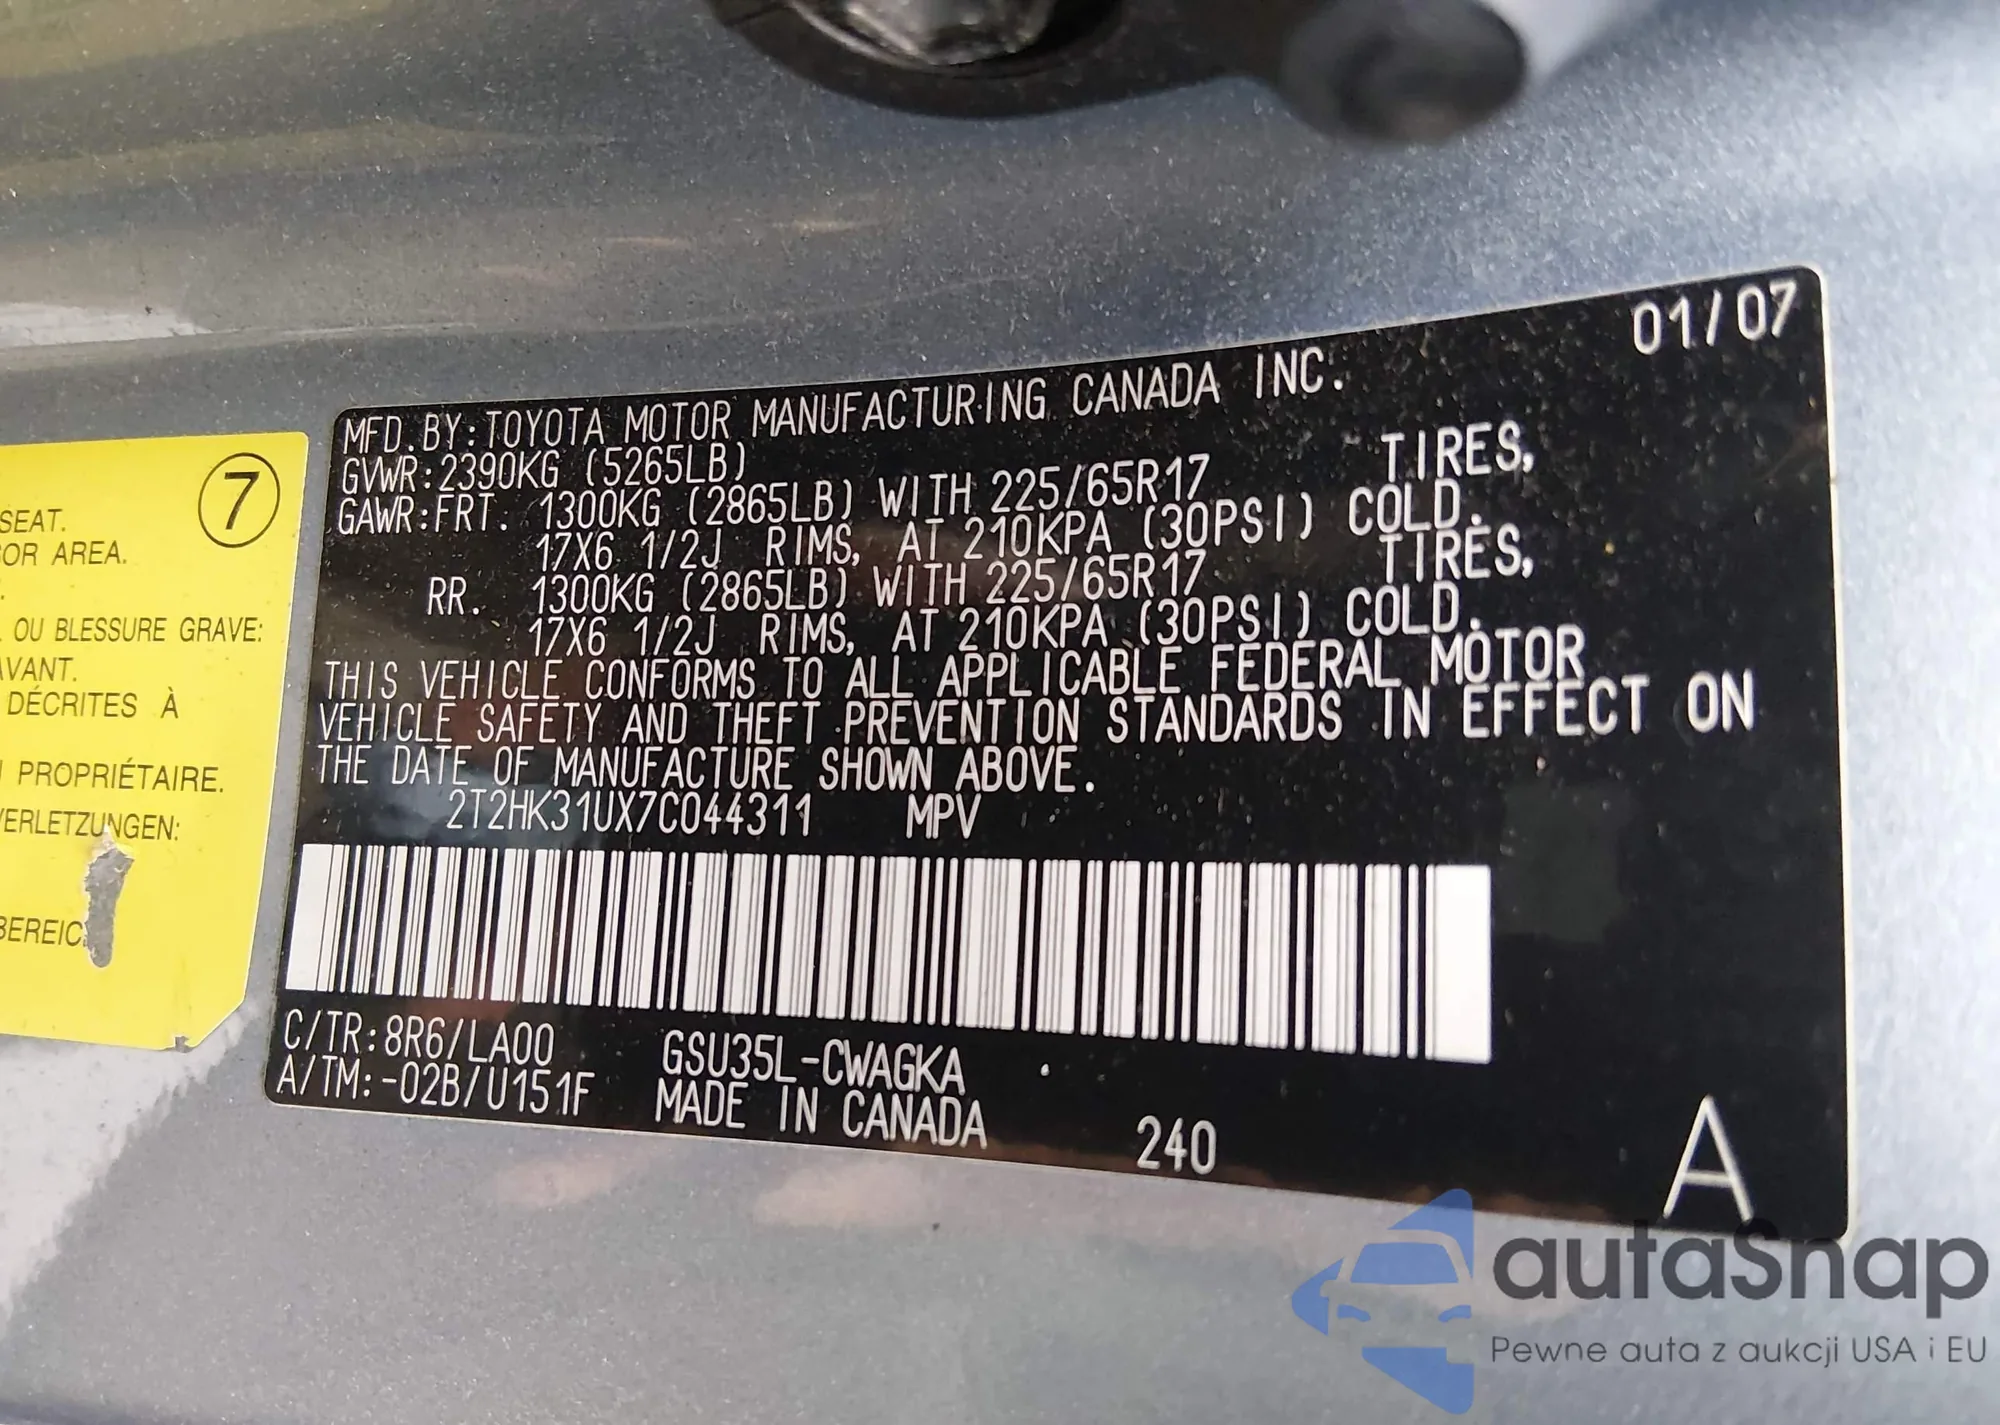 7
SEAT.
OR AREA.
OU BLESSURE GRAVE:
AVANT.
DÉCRITES À
PROPRIÉTAIRE.
VERLETZUNGEN:
BEREIC
01/07
MFD.BY:TOYOTA MOTOR MANUFACTURING CANADA INC.
GVWR:2390KG (5265LB)
GAWR:FRT. 1300KG (2865LB) WITH 225/65R17 TIRES,
17X6 1/2J RIMS, AT 210KPA (30PSI) COLD.
RR. 1300KG (2865LB) WITH 225/65R17 TIRES,
17X6 1/2J RIMS, AT 210KPA (30PSI) COLD.
THIS VEHICLE CONFORMS TO ALL APPLICABLE FEDERAL MOTOR
VEHICLE SAFETY AND THEFT PREVENTION STANDARDS IN EFFECT ON
THE DATE OF MANUFACTURE SHOWN ABOVE.
2T2HK31UX7C044311 MPV
C/TR:8R6/LA00 GSU35L-CWAGKA
A/TM:-02B/U151F MADE IN CANADA 240
A
autaSnap
Pewne auta z aukcji USA i EU